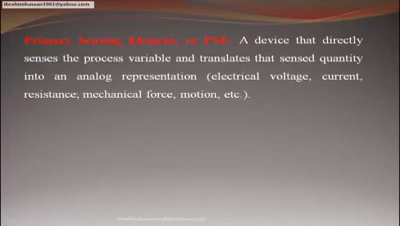 Primary Sensing Element, or PSE: A device that directly
senses the process variable and translates that sensed quantity
into an analog representation (electrical voltage, current,
resistance; mechanical force, motion, etc.).